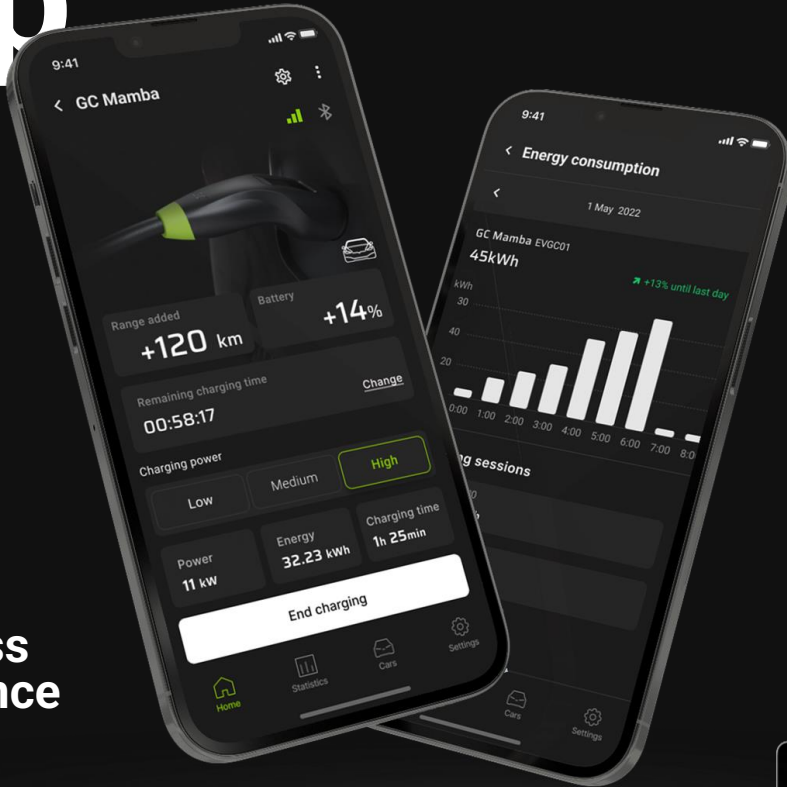 p
9:41
GC Mamba
Range added
+120 km
Battery
+14%
Remaining charging time
Change
00:58:17
Charging power
Low
Medium
High
Power
11 kW
Energy
32.23 kWh
Charging time
1h 25min
End charging
Home
Statistics
Cars
Settings
9:41
Energy consumption
1 May 2022
GC Mamba EVGC01
45kWh
+13% until last day
kWh
30
40
20
0:00 1:00 2:00 3:00 4:00 5:00 6:00 7:00 8:0
ng sessions
Cars
Settings
ss
nce